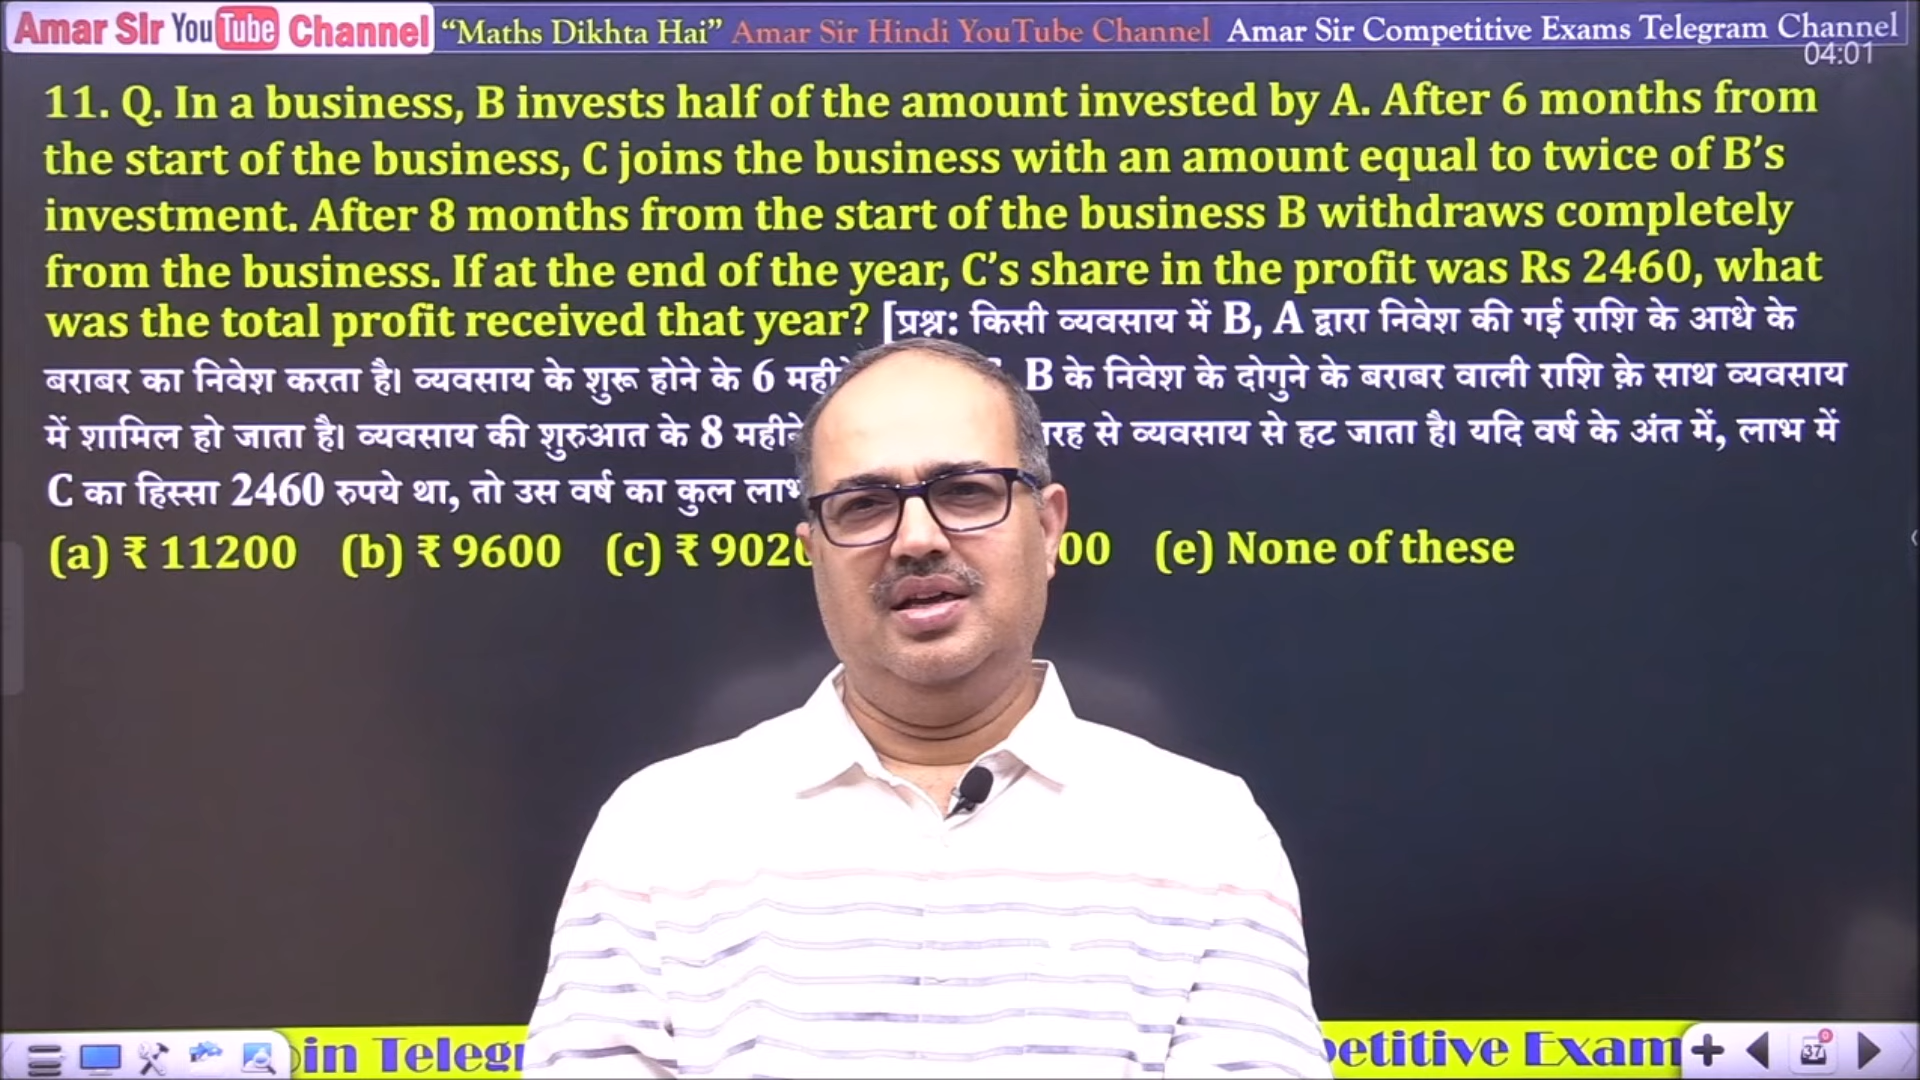 Amar Sir YouTube Channel "Maths Dikhta Hai" Amar Sir Hindi YouTube Channel Amar Sir Competitive Exams Telegram Channel
04:01
11. Q. In a business, B invests half of the amount invested by A. After 6 months from
the start of the business, C joins the business with an amount equal to twice of B's
investment. After 8 months from the start of the business B withdraws completely
from the business. If at the end of the year, C's share in the profit was Rs 2460, what
was the total profit received that year? [प्रश्न: किसी व्यवसाय में B, A द्वारा निवेश की गई राशि के आधे के
बराबर का निवेश करता है। व्यवसाय के शुरू होने के 6 B के निवेश के दोगुने के बराबर वाली राशि के साथ व्यवसाय
में शामिल हो जाता है। व्यवसाय की शुरुआत के 8 से व्यवसाय से हट जाता है। यदि वर्ष के अंत में, लाभ में
C का हिस्सा 2460 रुपये था, तो उस वर्ष का कुल
(a) ₹ 11200 (b) ₹ 9600 (c) ₹ (e) None of these
in Exam
37